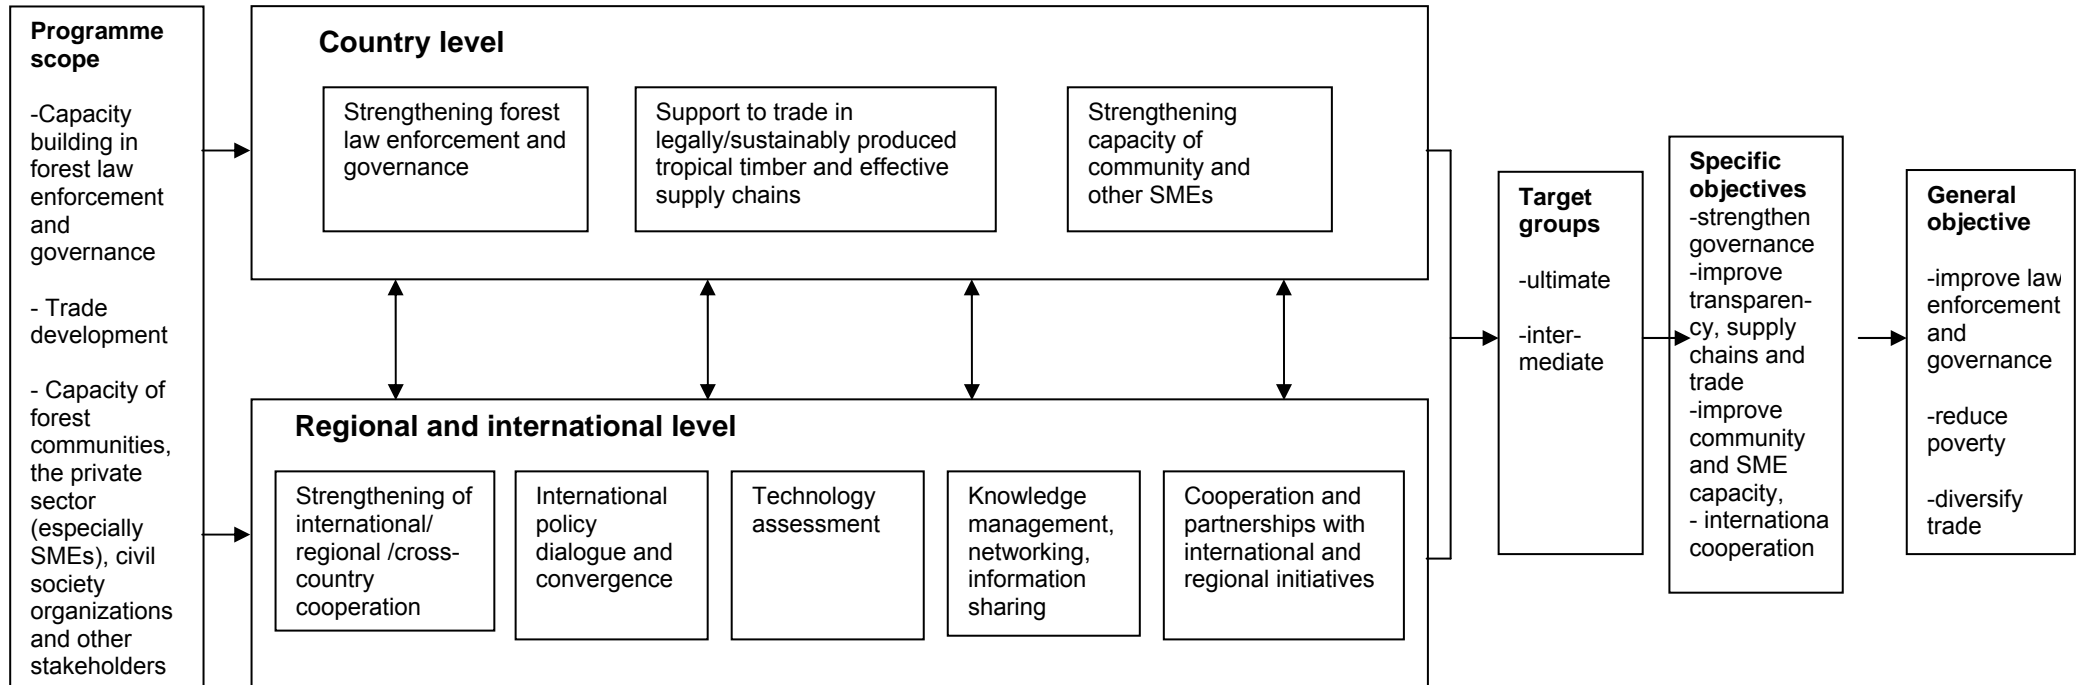 Programme
scope
-Capacity
building in
forest law
enforcement
and
governance
- Trade
development
- Capacity of
forest
communities,
the private
sector
(especially
SMEs), civil
society
organizations
and other
stakeholders
Country level
Strengthening forest
law enforcement and
governance
Support to trade in
legally/sustainably produced
tropical timber and effective
supply chains
Strengthening
capacity of
community and
other SMEs
Regional and international level
Strengthening of
international/
regional /cross-
country
cooperation
International
policy
dialogue and
convergence
Technology
assessment
Knowledge
management,
networking,
information
sharing
Cooperation and
partnerships with
international and
regional initiatives
Target
groups
-ultimate
-inter-
mediate
Specific
objectives
-strengthen
governance
-improve
transparen-
cy, supply
chains and
trade
-improve
community
and SME
capacity,
- internationa
cooperation
General
objective
-improve law
enforcement
and
governance
-reduce
poverty
-diversify
trade